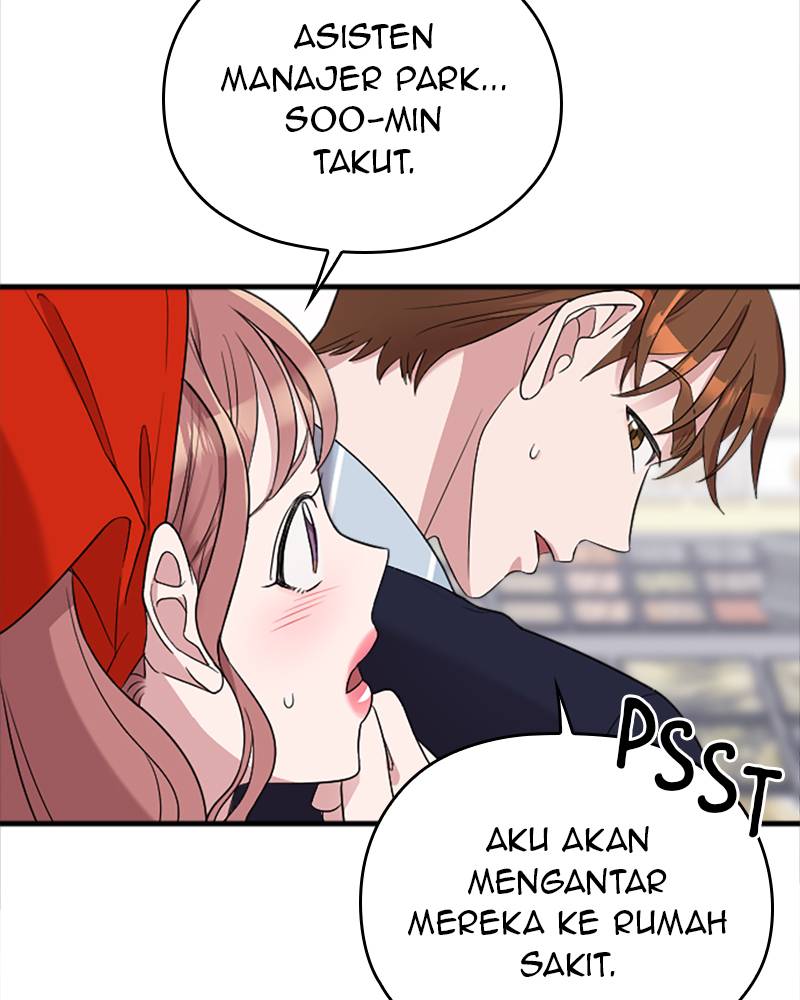 ASISTEN
MANAJER PARK...
SOO-MIN
TAKUT.
PSST
AKU AKAN
MENGANTAR
MEREKA KE RUMAH
SAKIT.